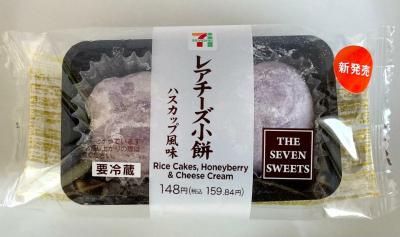 レアチーズ小餅
ハスカップ風味
Rice Cakes, Honeyberry
& Cheese Cream
148円(税込 159.84円)
新発売
THE
SEVEN
SWEETS
要冷蔵